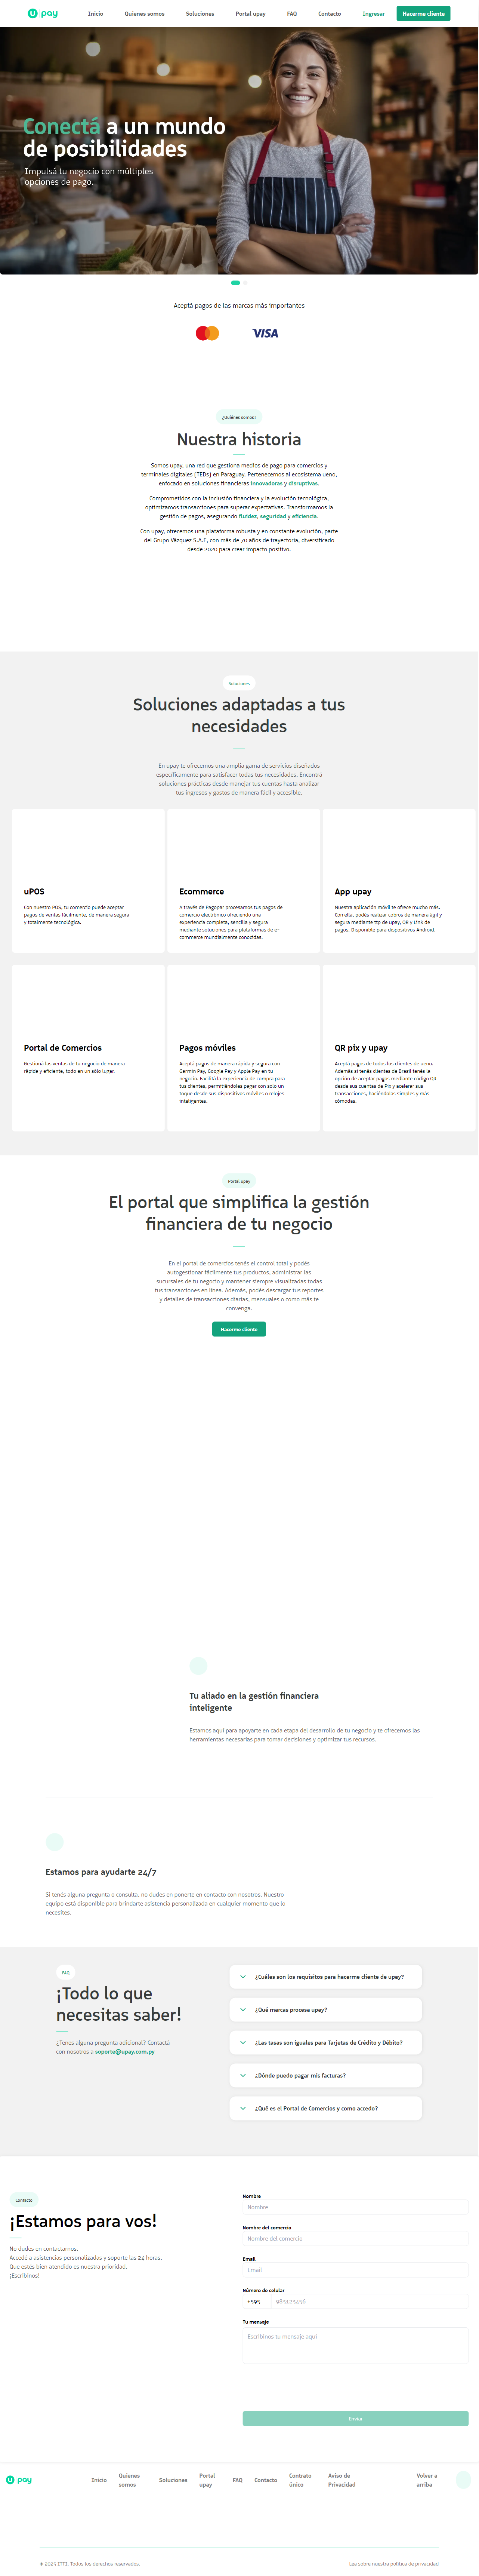 u pay
Inicio
Quienes somos
Soluciones
Portal upay
FAQ
Contacto
Ingresar
Hacerme cliente
Conectá a un mundo
de posibilidades
Impulsá tu negocio con múltiples
opciones de pago.
Aceptá pagos de las marcas más importantes
VISA
¿Quiénes somos?
Nuestra historia
Somos upay, una red que gestiona medios de pago para comercios y
terminales digitales (TEDs) en Paraguay. Pertenecemos al ecosistema ueno,
enfocado en soluciones financieras innovadoras y disruptivas.
Comprometidos con la inclusión financiera y la evolución tecnológica,
optimizamos transacciones para superar expectativas. Transformamos la
gestión de pagos, asegurando fluidez, seguridad y eficiencia.
Con upay, ofrecemos una plataforma robusta y en constante evolución, parte
del Grupo Vázquez S.A.E, con más de 70 años de trayectoria, diversificado
desde 2020 para crear impacto positivo.
Soluciones
Soluciones adaptadas a tus
necesidades
En upay te ofrecemos una amplia gama de servicios diseñados
específicamente para satisfacer todas tus necesidades. Encontrá
soluciones prácticas desde manejar tus cuentas hasta analizar
tus ingresos y gastos de manera fácil y accesible.
uPOS
Con nuestro POS, tu comercio puede aceptar
pagos de ventas fácilmente, de manera segura
y totalmente tecnológica.
Ecommerce
A través de Pagopar procesamos tus pagos de
comercio electrónico ofreciendo una
experiencia completa, sencilla y segura
mediante soluciones para plataformas de e-
commerce mundialmente conocidas.
App upay
Nuestra aplicación móvil te ofrece mucho más.
Con ella, podés realizar cobros de manera ágil y
segura mediante ttp de upay, QR y Link de
pagos. Disponible para dispositivos Android.
Portal de Comercios
Gestioná las ventas de tu negocio de manera
rápida y eficiente, todo en un sólo lugar.
Pagos móviles
Aceptá pagos de manera rápida y segura con
Garmin Pay, Google Pay y Apple Pay en tu
negocio. Facilitá la experiencia de compra para
tus clientes, permitiéndoles pagar con solo un
toque desde sus dispositivos móviles o relojes
inteligentes.
QR pix y upay
Aceptá pagos de todos los clientes de ueno.
Además si tenés clientes de Brasil tenés la
opción de aceptar pagos mediante código QR
desde sus cuentas de Pix y acelerar sus
transacciones, haciéndolas simples y más
cómodas.
Portal upay
El portal que simplifica la gestión
financiera de tu negocio
En el portal de comercios tenés el control total y podés
autogestionar fácilmente tus productos, administrar las
sucursales de tu negocio y mantener siempre visualizadas todas
tus transacciones en línea. Además, podés descargar tus reportes
y detalles de transacciones diarias, mensuales o como más te
convenga.
Hacerme cliente
Tu aliado en la gestión financiera
inteligente
Estamos aquí para apoyarte en cada etapa del desarrollo de tu negocio y te ofrecemos las
herramientas necesarias para tomar decisiones y optimizar tus recursos.
Estamos para ayudarte 24/7
Si tenés alguna pregunta o consulta, no dudes en ponerte en contacto con nosotros. Nuestro
equipo está disponible para brindarte asistencia personalizada en cualquier momento que lo
necesites.
FAQ
¡Todo lo que
necesitas saber!
¿Tenes alguna pregunta adicional? Contactá
con nosotros a soporte@upay.com.py
¿Cuáles son los requisitos para hacerme cliente de upay?
¿Qué marcas procesa upay?
¿Las tasas son iguales para Tarjetas de Crédito y Débito?
¿Dónde puedo pagar mis facturas?
¿Qué es el Portal de Comercios y como accedo?
Contacto
¡Estamos para vos!
No dudes en contactarnos.
Accedé a asistencias personalizadas y soporte las 24 horas.
Que estés bien atendido es nuestra prioridad.
¡Escribinos!
Nombre
Nombre
Nombre del comercio
Nombre del comercio
Email
Email
Número de celular
+595
985123456
Tu mensaje
Escribinos tu mensaje aquí
Enviar
u pay
Inicio
Quienes
somos
Soluciones
Portal
upay
FAQ
Contacto
Contrato
único
Aviso de
Privacidad
Volver a
arriba
© 2025 ITTI. Todos los derechos reservados.
Lea sobre nuestra política de privacidad